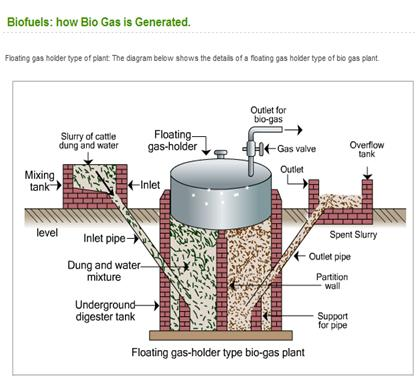 Biofuels: how Bio Gas is Generated.
Floating gas holder type of plant: The diagram below shows the details of a floating gas holder type of bio gas plant.
Outlet for
bio-gas
Slurry of cattle
dung and water
Floating
gas-holder
Gas valve
Overflow
tank
Outlet
Mixing
tank
Inlet
level
Inlet pipe
Spent Slurry
Outlet pipe
Dung and water
mixture
Partition
wall
Underground
digester tank
Support
for pipe
Floating gas-holder type bio-gas plant